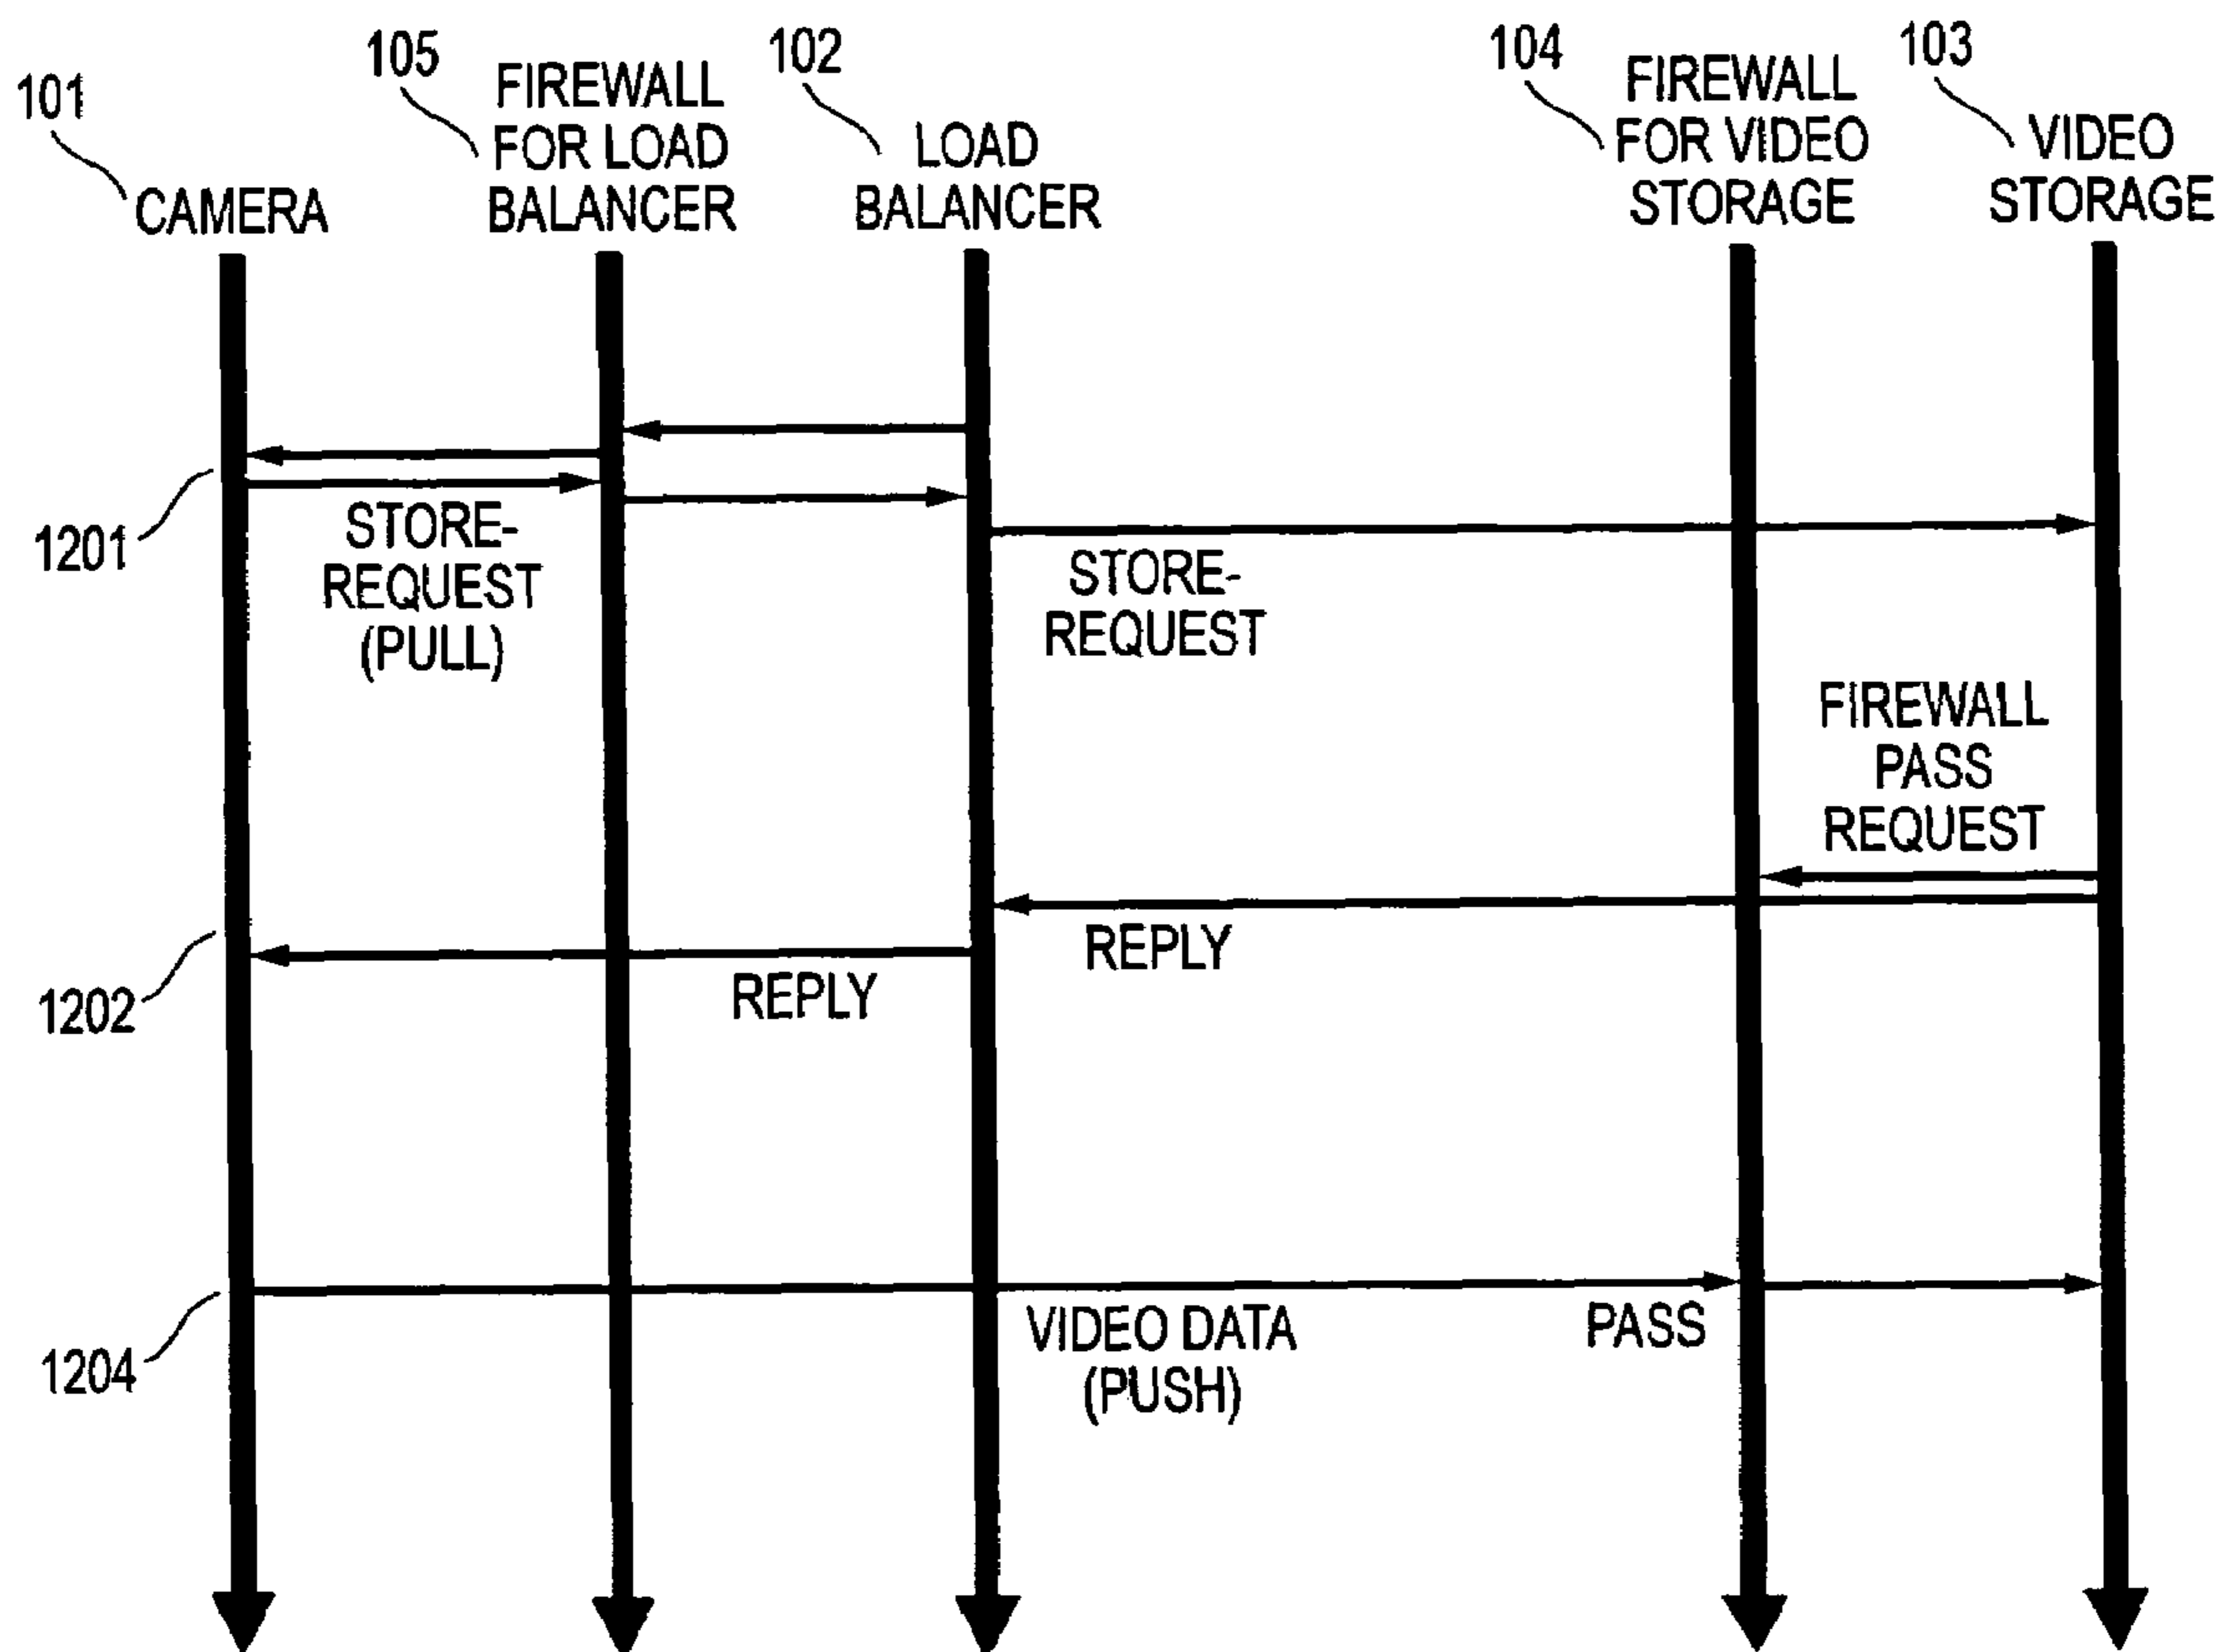 101
CAMERA
105
FIREWALL
FOR LOAD
BALANCER
102
LOAD
BALANCER
104
FIREWALL
FOR VIDEO
STORAGE
103
VIDEO
STORAGE
1201
STORE-
REQUEST
(PULL)
STORE-
REQUEST
FIREWALL
PASS
REQUEST
REPLY
1202
REPLY
1204
VIDEO DATA
(PUSH)
PASS